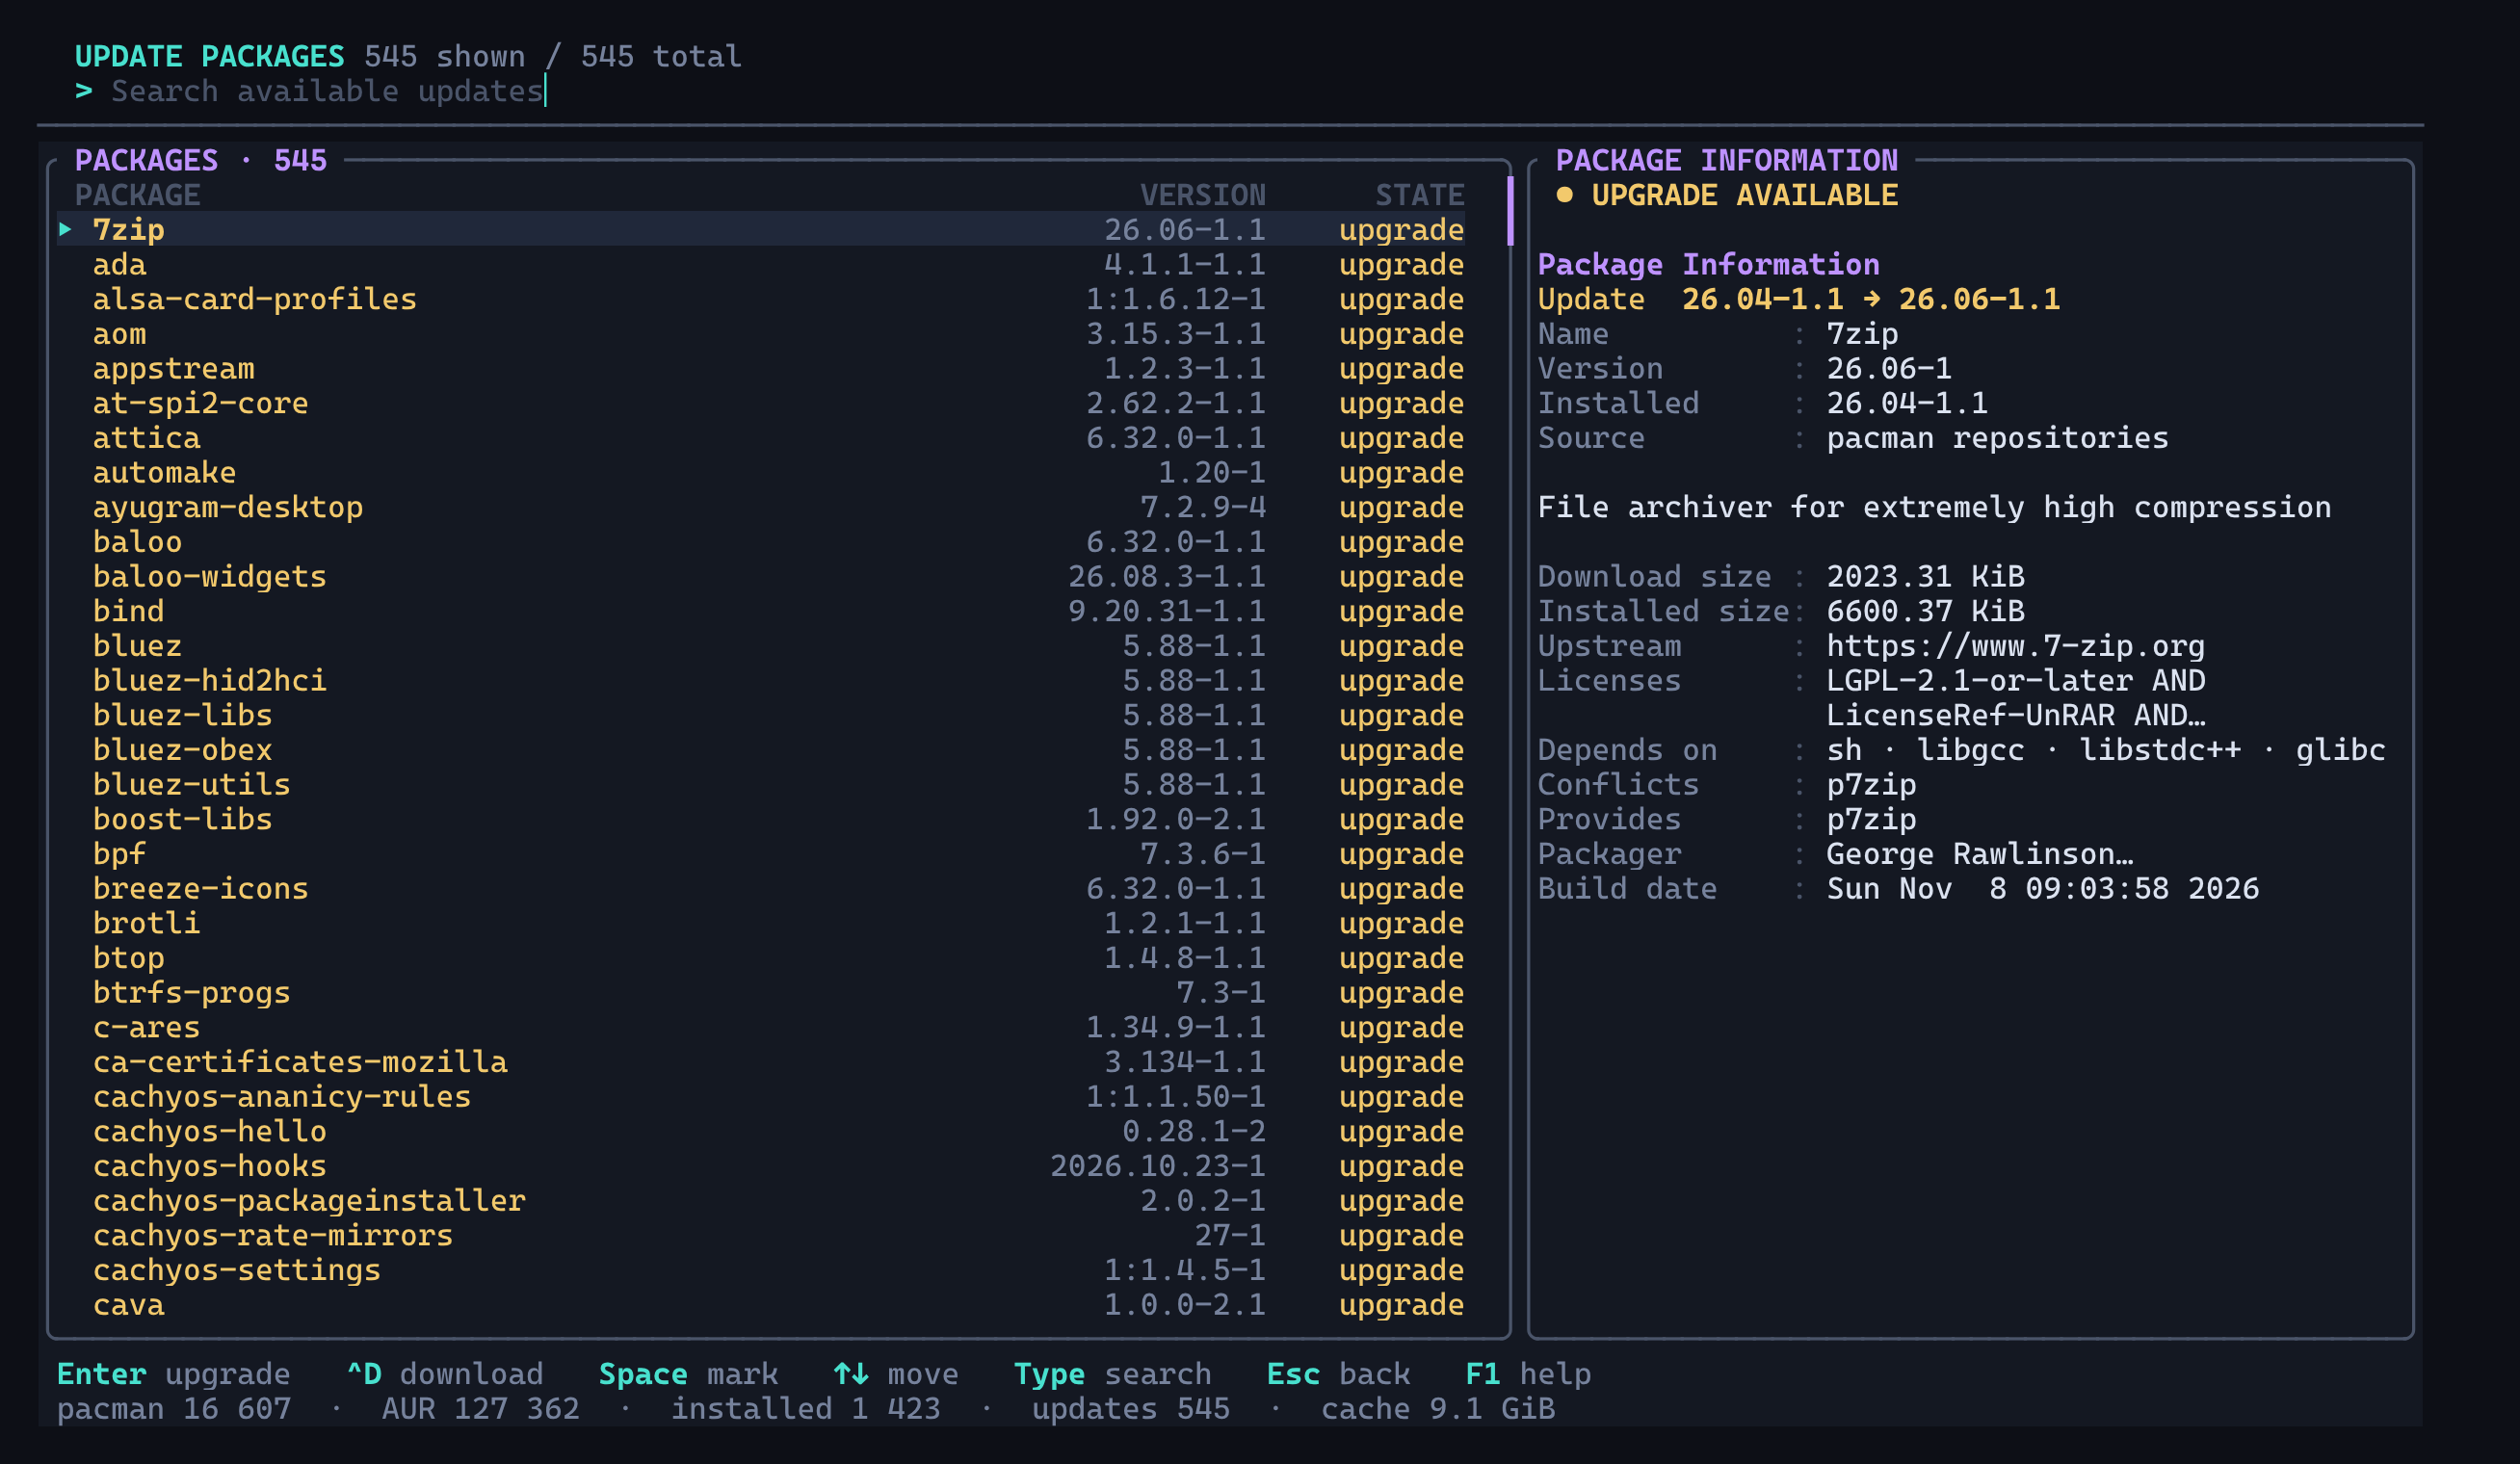 UPDATE PACKAGES 545 shown / 545 total
> Search available updates
PACKAGES · 545
PACKAGE VERSION STATE
7zip 26.06-1.1 upgrade
ada 4.1.1-1.1 upgrade
alsa-card-profiles 1:1.6.12-1 upgrade
aom 3.15.3-1.1 upgrade
appstream 1.2.3-1.1 upgrade
at-spi2-core 2.62.2-1.1 upgrade
attica 6.32.0-1.1 upgrade
automake 1.20-1 upgrade
ayugram-desktop 7.2.9-4 upgrade
baloo 6.32.0-1.1 upgrade
baloo-widgets 26.08.3-1.1 upgrade
bind 9.20.31-1.1 upgrade
bluez 5.88-1.1 upgrade
bluez-hid2hci 5.88-1.1 upgrade
bluez-libs 5.88-1.1 upgrade
bluez-obex 5.88-1.1 upgrade
bluez-utils 5.88-1.1 upgrade
boost-libs 1.92.0-2.1 upgrade
bpf 7.3.6-1 upgrade
breeze-icons 6.32.0-1.1 upgrade
brotli 1.2.1-1.1 upgrade
btop 1.4.8-1.1 upgrade
btrfs-progs 7.3-1 upgrade
c-ares 1.34.9-1.1 upgrade
ca-certificates-mozilla 3.134-1.1 upgrade
cachyos-ananicy-rules 1:1.1.50-1 upgrade
cachyos-hello 0.28.1-2 upgrade
cachyos-hooks 2026.10.23-1 upgrade
cachyos-packageinstaller 2.0.2-1 upgrade
cachyos-rate-mirrors 27-1 upgrade
cachyos-settings 1:1.4.5-1 upgrade
cava 1.0.0-2.1 upgrade
PACKAGE INFORMATION
● UPGRADE AVAILABLE
Package Information
Update 26.04-1.1 → 26.06-1.1
Name : 7zip
Version : 26.06-1
Installed : 26.04-1.1
Source : pacman repositories
File archiver for extremely high compression
Download size : 2023.31 KiB
Installed size: 6600.37 KiB
Upstream : https://www.7-zip.org
Licenses : LGPL-2.1-or-later AND
LicenseRef-UnRAR AND…
Depends on : sh · libgcc · libstdc++ · glibc
Conflicts : p7zip
Provides : p7zip
Packager : George Rawlinson…
Build date : Sun Nov  8 09:03:58 2026
Enter upgrade ^D download Space mark ↑↓ move Type search Esc back F1 help
pacman 16 607 · AUR 127 362 · installed 1 423 · updates 545 · cache 9.1 GiB